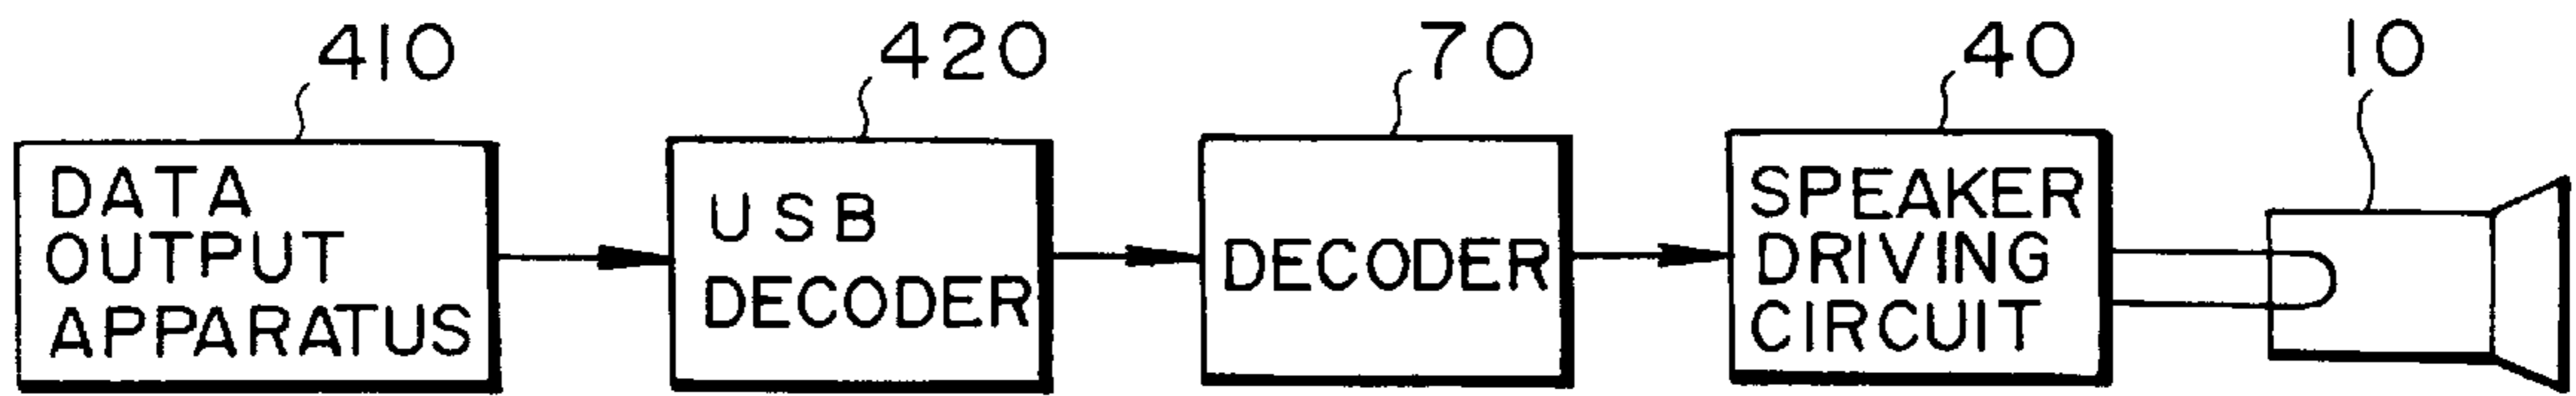 410
420
70
40
10
DATA
OUTPUT
APPARATUS
USB
DECODER
DECODER
SPEAKER
DRIVING
CIRCUIT